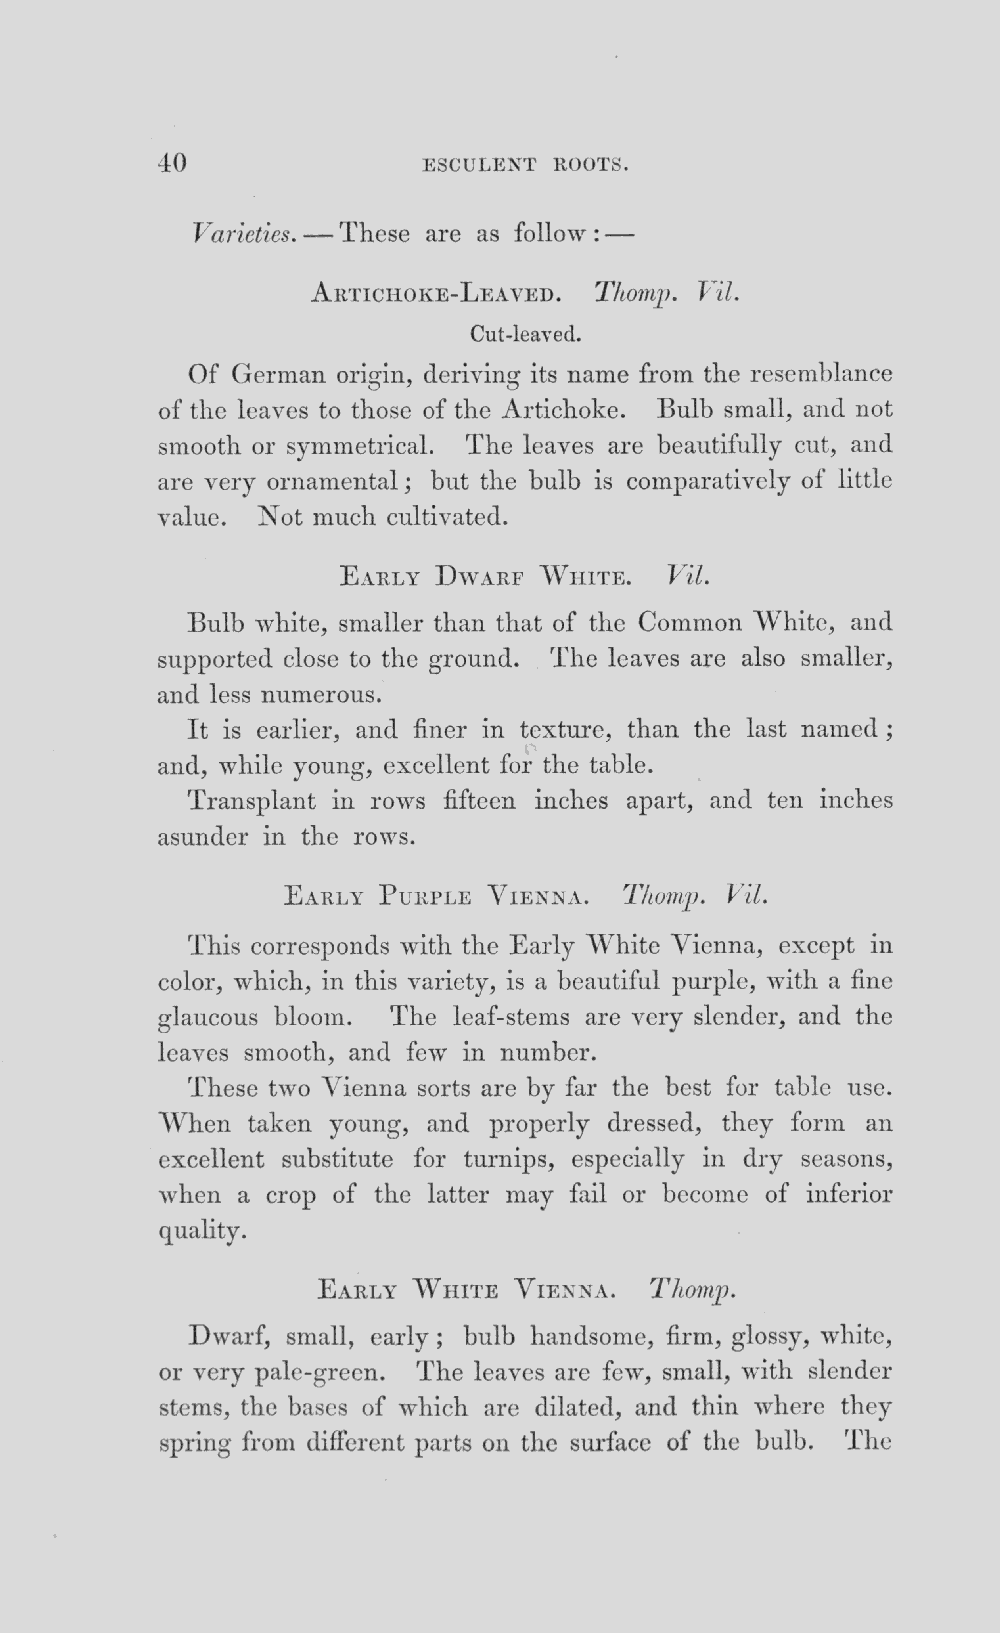 40 ESCULENT ROOTS.
Varieties. — These are as follow : —
ARTICHOKE-LEAVED. Thomp. Vil.
Cut-leaved.
Of German origin, deriving its name from the resemblance
of the leaves to those of the Artichoke. Bulb small, and not
smooth or symmetrical. The leaves are beautifully cut, and
are very ornamental ; but the bulb is comparatively of little
value. Not much cultivated.
EARLY DWARF WHITE. Vil.
Bulb white, smaller than that of the Common White, and
supported close to the ground. The leaves are also smaller,
and less numerous.
It is earlier, and finer in texture, than the last named ;
and, while young, excellent for the table.
Transplant in rows fifteen inches apart, and ten inches
asunder in the rows.
EARLY PURPLE VIENNA. Thomp. Vil.
This corresponds with the Early White Vienna, except in
color, which, in this variety, is a beautiful purple, with a fine
glaucous bloom. The leaf-stems are very slender, and the
leaves smooth, and few in number.
These two Vienna sorts are by far the best for table use.
When taken young, and properly dressed, they form an
excellent substitute for turnips, especially in dry seasons,
when a crop of the latter may fail or become of inferior
quality.
EARLY WHITE VIENNA. Thomp.
Dwarf, small, early ; bulb handsome, firm, glossy, white,
or very pale-green. The leaves are few, small, with slender
stems, the bases of which are dilated, and thin where they
spring from different parts on the surface of the bulb. The